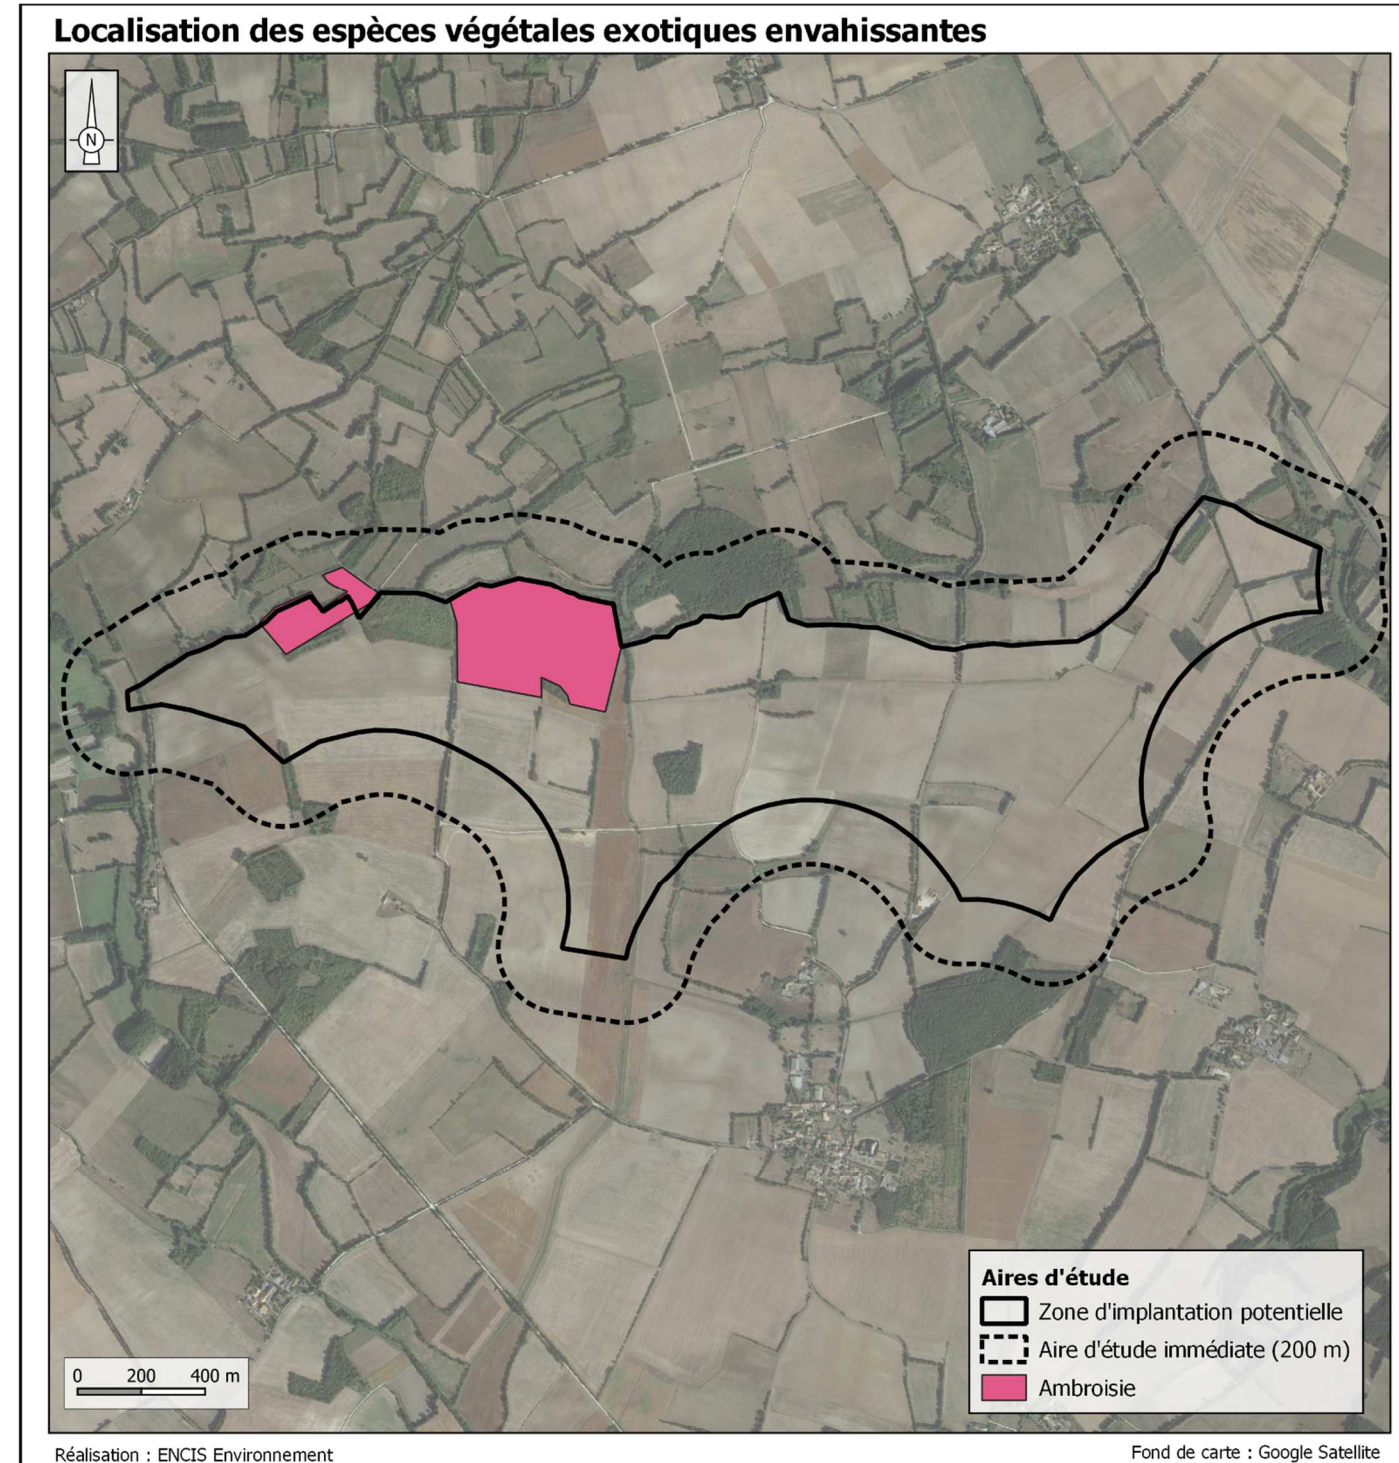 Localisation des espèces végétales exotiques envahissantes
N
Aires d'étude
Zone d'implantation potentielle
Aire d'étude immédiate (200 m)
Ambroisie
0 200 400 m
Réalisation : ENCIS Environnement
Fond de carte : Google Satellite